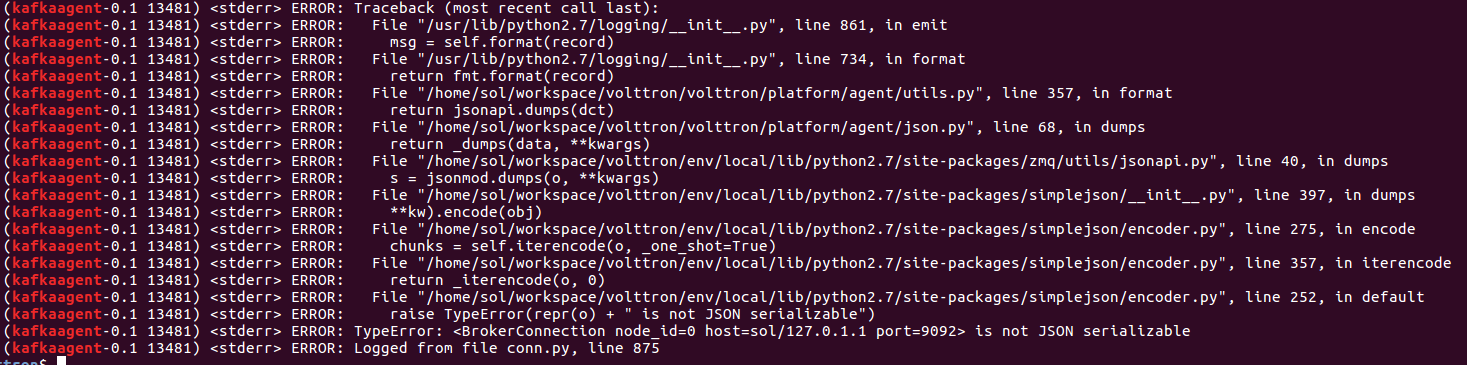 (kafkaagent-0.1 13481) <stderr> ERROR: Traceback (most recent call last):
(kafkaagent-0.1 13481) <stderr> ERROR:   File "/usr/lib/python2.7/logging/__init__.py", line 861, in emit
(kafkaagent-0.1 13481) <stderr> ERROR:     msg = self.format(record)
(kafkaagent-0.1 13481) <stderr> ERROR:   File "/usr/lib/python2.7/logging/__init__.py", line 734, in format
(kafkaagent-0.1 13481) <stderr> ERROR:     return fmt.format(record)
(kafkaagent-0.1 13481) <stderr> ERROR:   File "/home/sol/workspace/volttron/volttron/platform/agent/utils.py", line 357, in format
(kafkaagent-0.1 13481) <stderr> ERROR:     return jsonapi.dumps(dct)
(kafkaagent-0.1 13481) <stderr> ERROR:   File "/home/sol/workspace/volttron/volttron/platform/agent/json.py", line 68, in dumps
(kafkaagent-0.1 13481) <stderr> ERROR:     return _dumps(data, **kwargs)
(kafkaagent-0.1 13481) <stderr> ERROR:   File "/home/sol/workspace/volttron/env/local/lib/python2.7/site-packages/zmq/utils/jsonapi.py", line 40, in dumps
(kafkaagent-0.1 13481) <stderr> ERROR:     s = jsonmod.dumps(o, **kwargs)
(kafkaagent-0.1 13481) <stderr> ERROR:   File "/home/sol/workspace/volttron/env/local/lib/python2.7/site-packages/simplejson/__init__.py", line 397, in dumps
(kafkaagent-0.1 13481) <stderr> ERROR:     **kw).encode(obj)
(kafkaagent-0.1 13481) <stderr> ERROR:   File "/home/sol/workspace/volttron/env/local/lib/python2.7/site-packages/simplejson/encoder.py", line 275, in encode
(kafkaagent-0.1 13481) <stderr> ERROR:     chunks = self.iterencode(o, _one_shot=True)
(kafkaagent-0.1 13481) <stderr> ERROR:   File "/home/sol/workspace/volttron/env/local/lib/python2.7/site-packages/simplejson/encoder.py", line 357, in iterencode
(kafkaagent-0.1 13481) <stderr> ERROR:     return _iterencode(o, 0)
(kafkaagent-0.1 13481) <stderr> ERROR:   File "/home/sol/workspace/volttron/env/local/lib/python2.7/site-packages/simplejson/encoder.py", line 252, in default
(kafkaagent-0.1 13481) <stderr> ERROR:     raise TypeError(repr(o) + " is not JSON serializable")
(kafkaagent-0.1 13481) <stderr> ERROR: TypeError: <BrokerConnection node_id=0 host=sol/127.0.1.1 port=9092> is not JSON serializable
(kafkaagent-0.1 13481) <stderr> ERROR: Logged from file conn.py, line 875